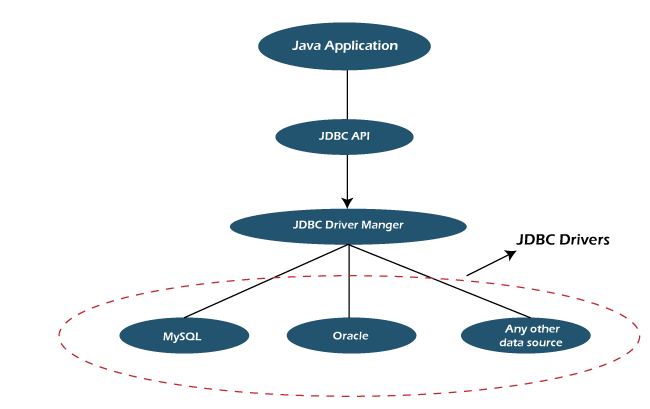 Java Application
JDBC API
JDBC Driver Manger
JDBC Drivers
MySQL
Oracle
Any other
data source